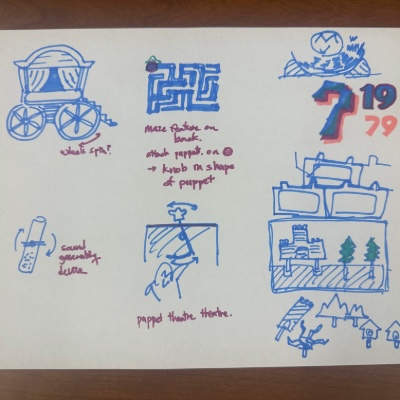 wheels spin?
Maze feature on
back.
attach puppet on
→ knob in shape
of puppet
7 19
79
sound
generating
puppet theatre theatre.